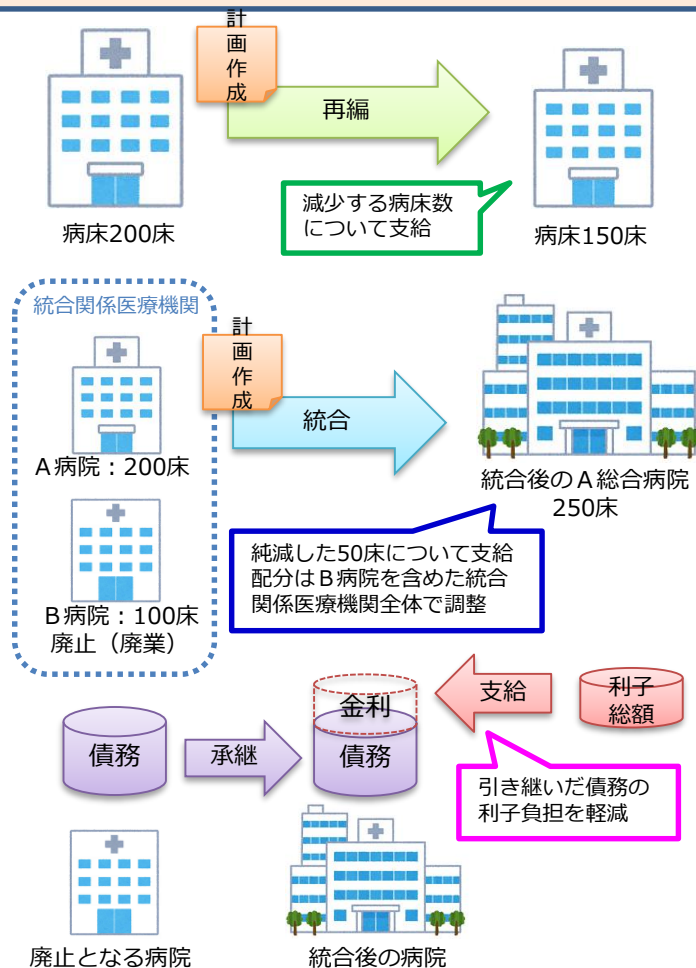 計画作成
再編
減少する病床数
について支給
病床200床
病床150床
統合関係医療機関
計画作成
統合
A病院：200床
B病院：100床
廃止（廃業）
統合後のA総合病院
250床
純減した50床について支給
配分はB病院を含めた統合
関係医療機関全体で調整
債務
承継
金利
債務
支給
利子
総額
引き継いだ債務の
利子負担を軽減
廃止となる病院
統合後の病院